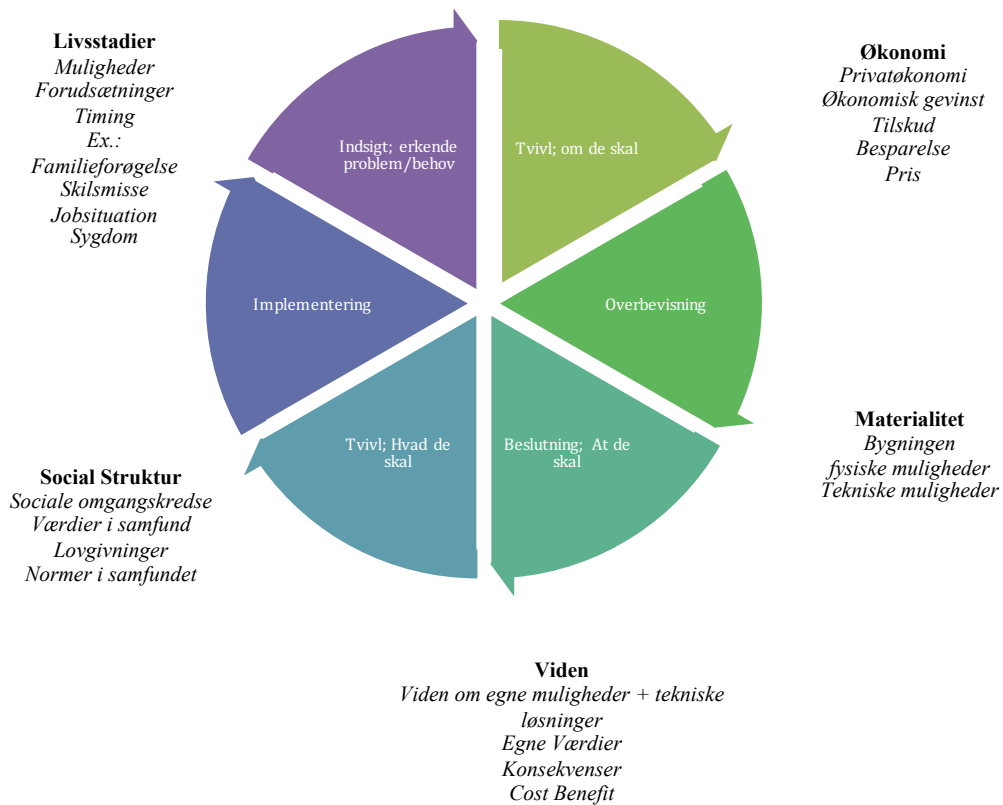 Livsstadier
Muligheder
Forudsætninger
Timing
Ex.:
Familieforøgelse
Skilsmisse
Jobsituation
Sygdom
Økonomi
Privatøkonomi
Økonomisk gevinst
Tilskud
Besparelse
Pris
Indsigt; erkende
problem/behov
Tvivl; om de skal
Implementering
Overbevisning
Tvivl; Hvad de
skal
Beslutning; At de
skal
Materialitet
Bygningen
fysiske muligheder
Tekniske muligheder
Social Struktur
Sociale omgangskredse
Værdier i samfund
Lovgivninger
Normer i samfundet
Viden
Viden om egne muligheder + tekniske
løsninger
Egne Værdier
Konsekvenser
Cost Benefit